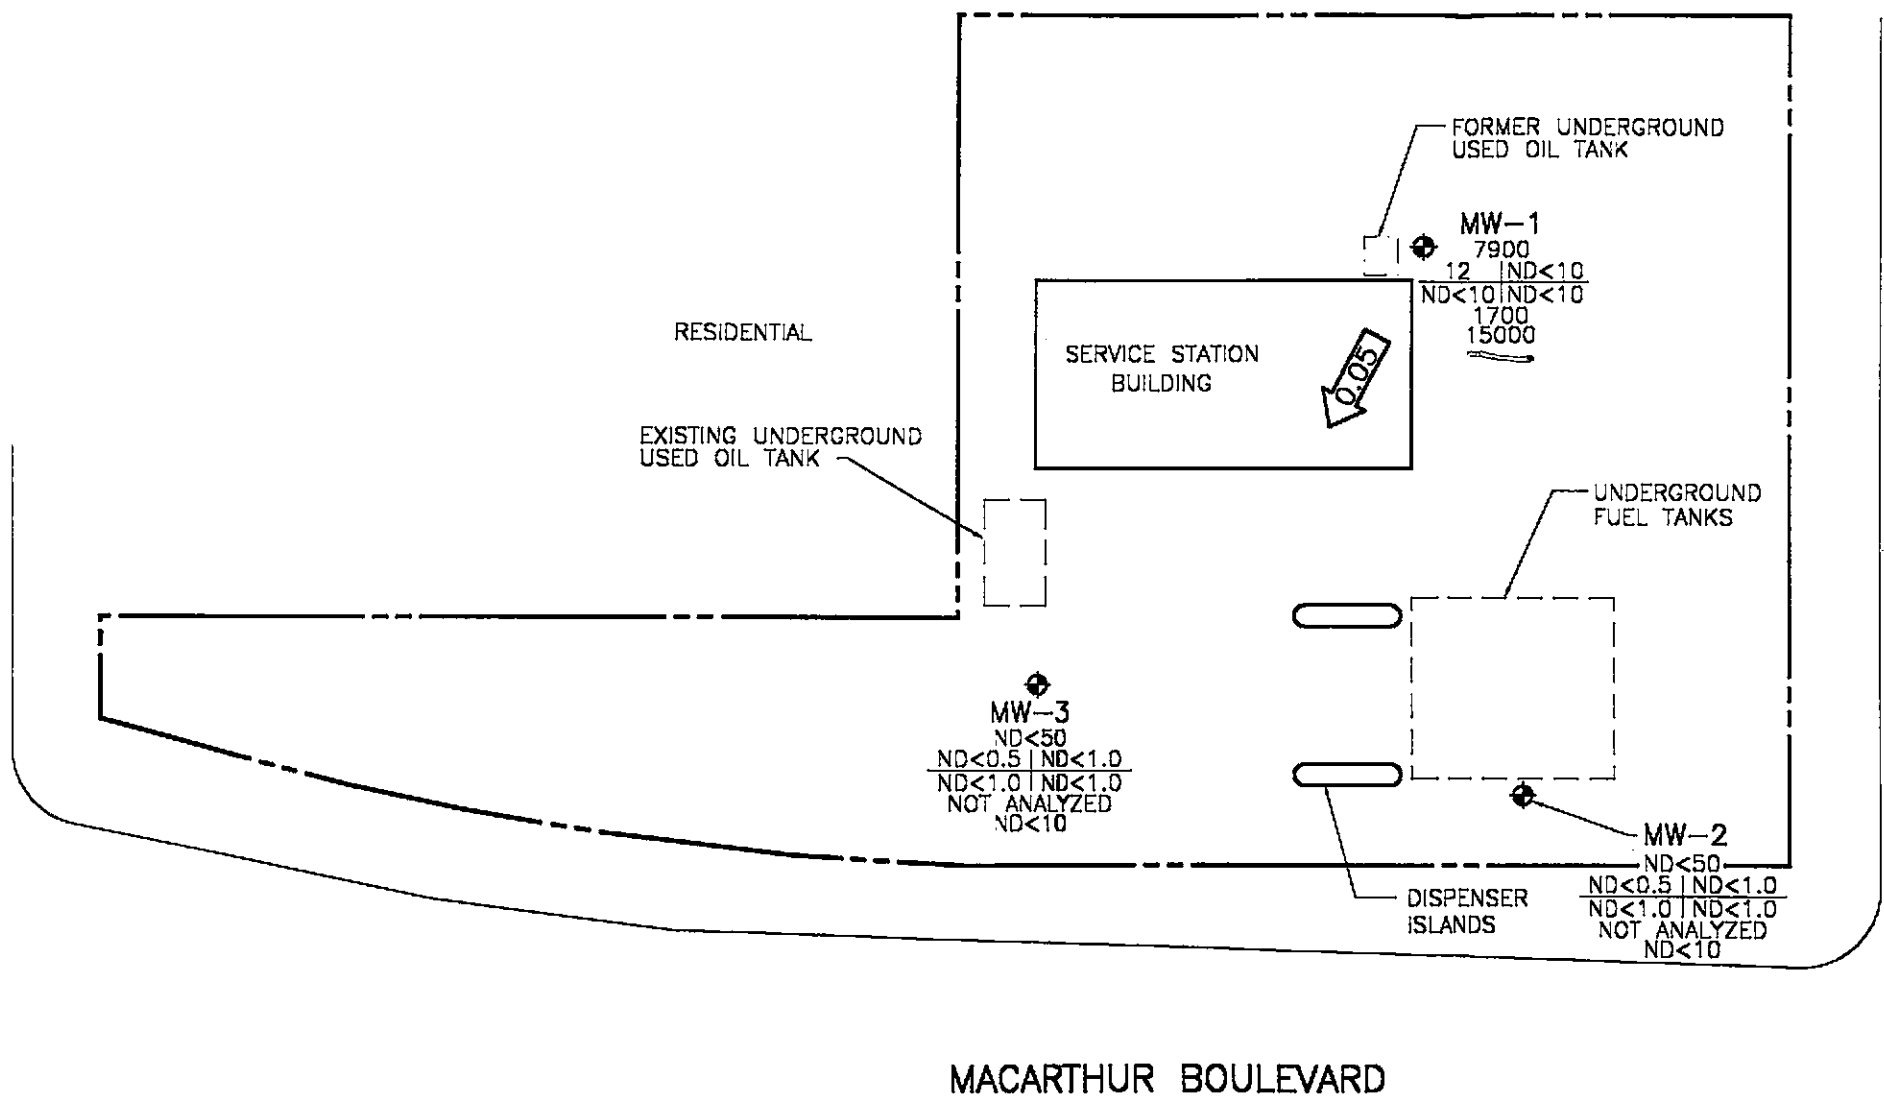 FORMER UNDERGROUND
USED OIL TANK
MW-1
7900
12 | ND<10
ND<10 | ND<10
1700
15000
RESIDENTIAL
SERVICE STATION
BUILDING
0.05
EXISTING UNDERGROUND
USED OIL TANK
UNDERGROUND
FUEL TANKS
MW-3
ND<50
ND<0.5 | ND<1.0
ND<1.0 | ND<1.0
NOT ANALYZED
ND<10
MW-2
ND<50
ND<0.5 | ND<1.0
ND<1.0 | ND<1.0
NOT ANALYZED
ND<10
DISPENSER
ISLANDS
MACARTHUR BOULEVARD